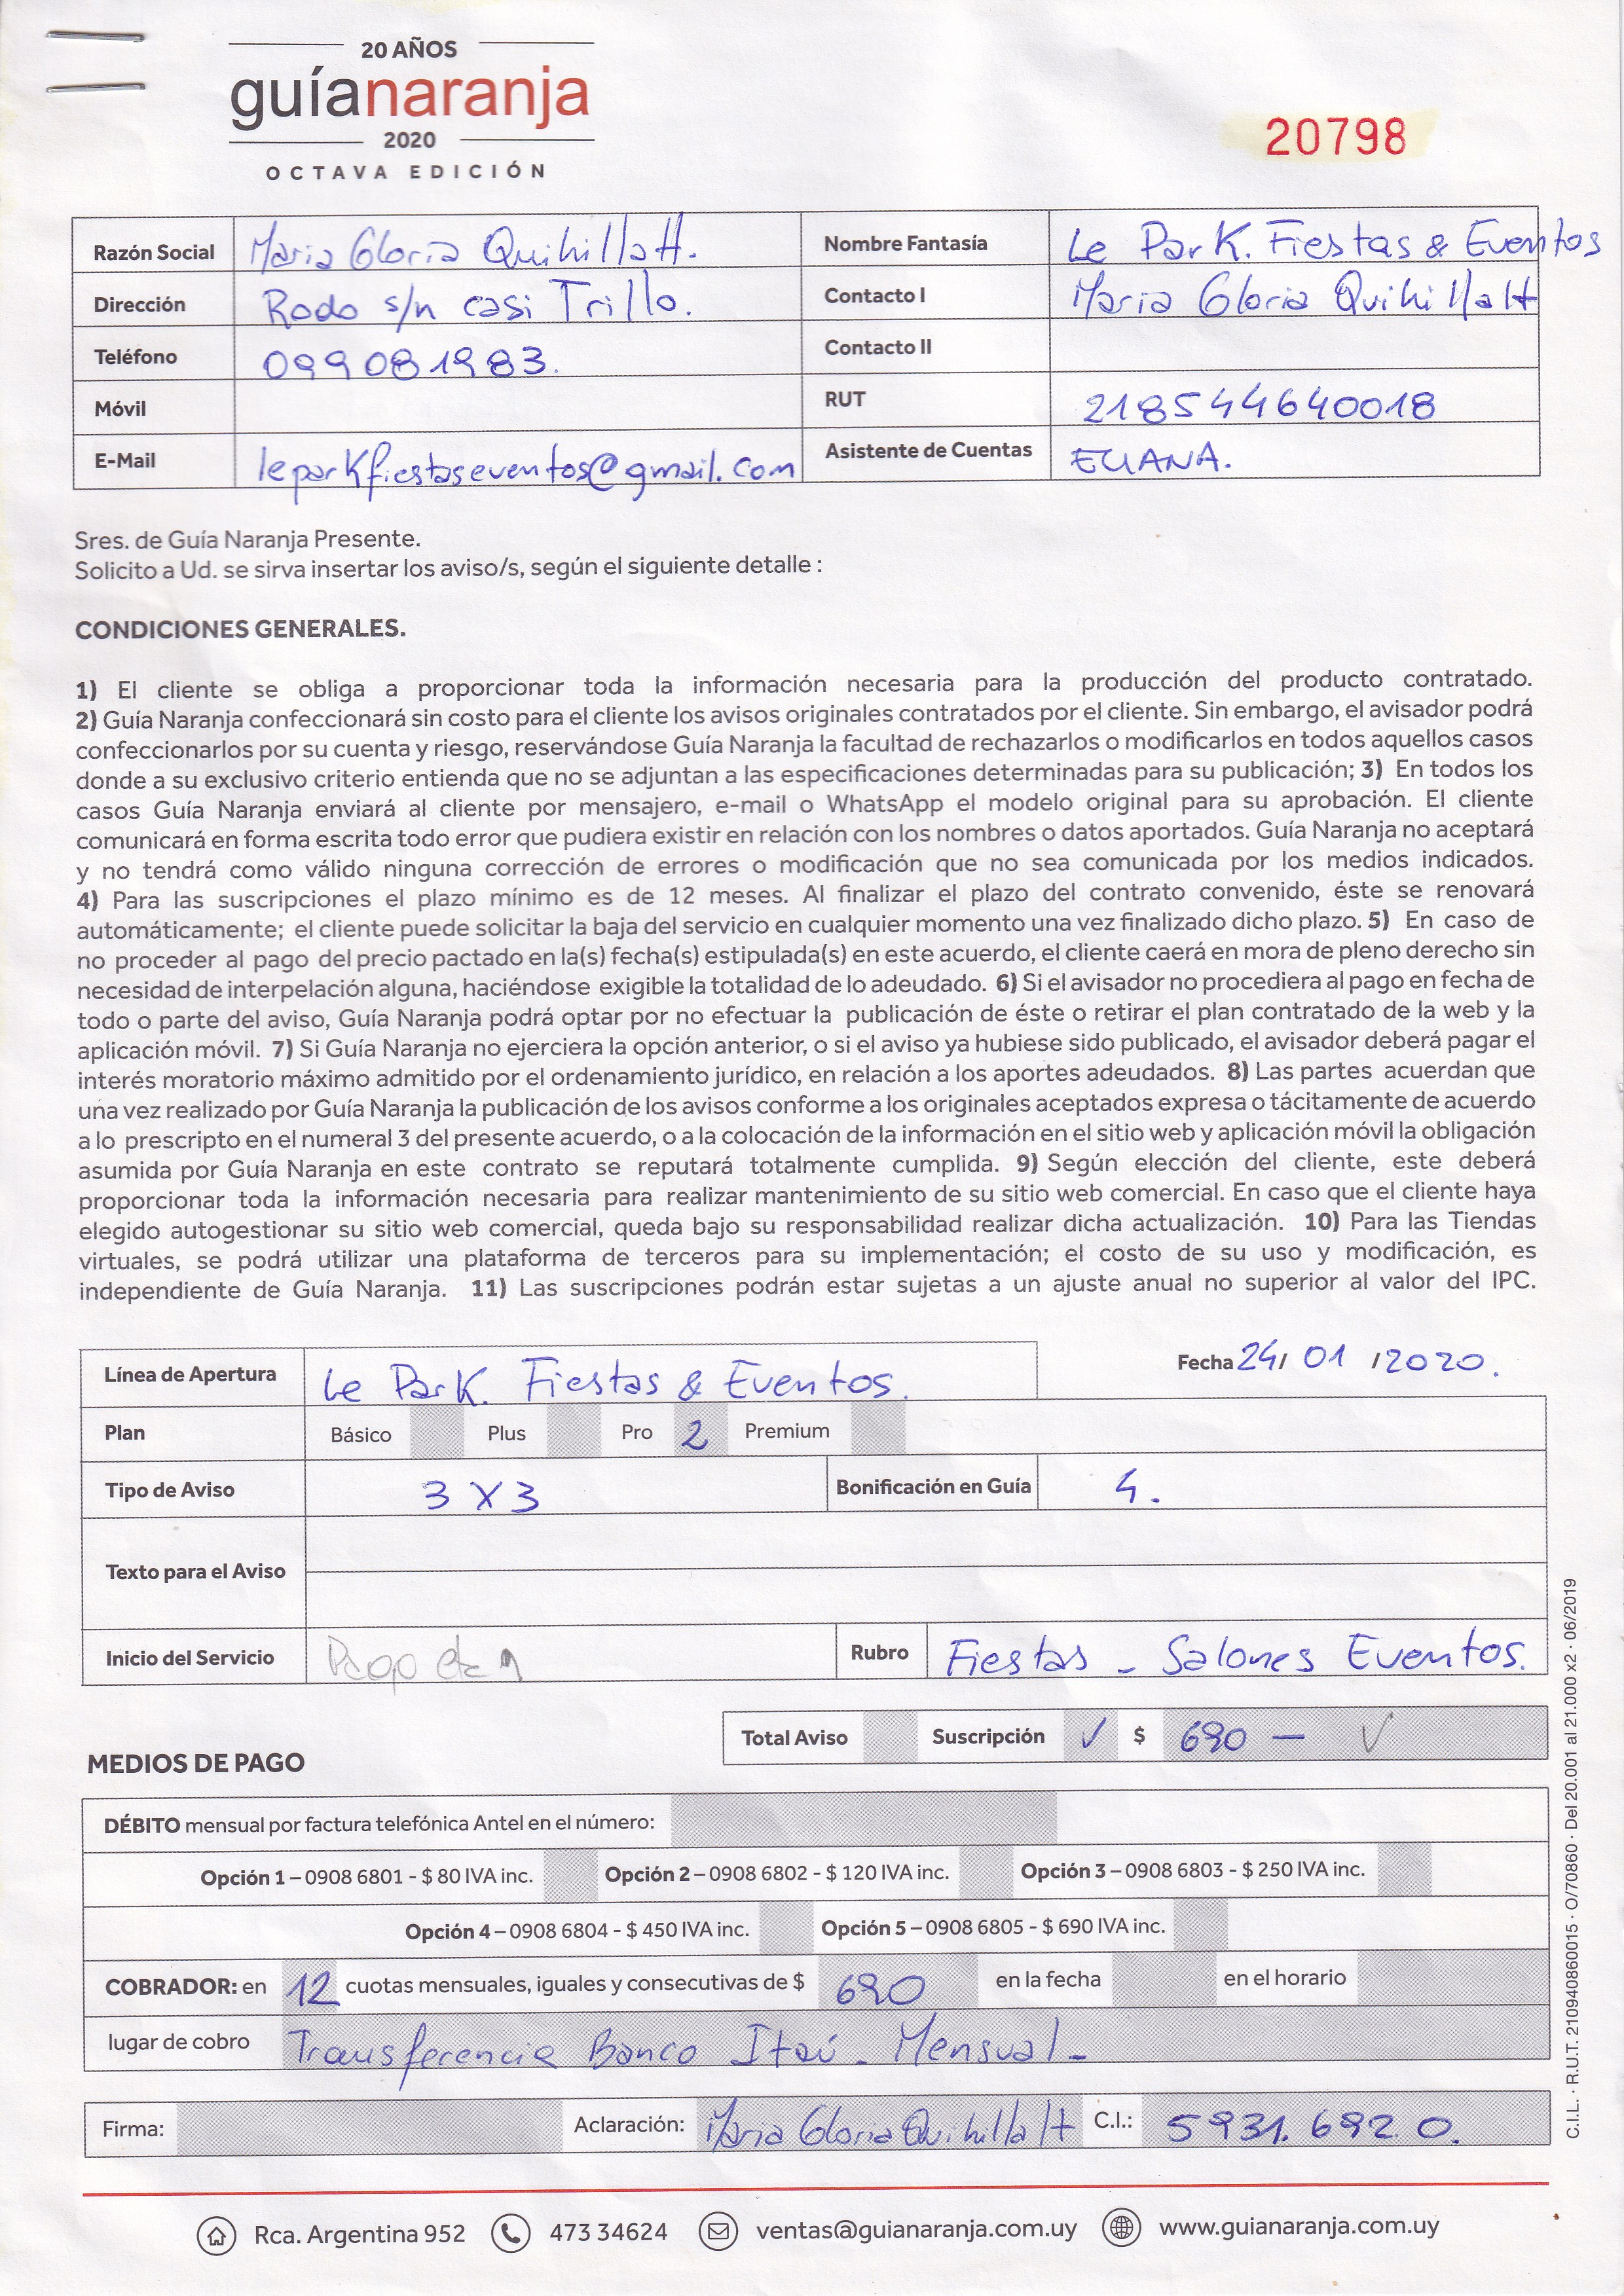 20 AÑOS
guíanaranja
2020
OCTAVA EDICIÓN
20798
Razón Social Maria Gloria Quihillalt. Nombre Fantasía Le Park. Fiestas & Eventos
Dirección Rodo s/n casi Trillo. Contacto I Maria Gloria Quihillalt
Teléfono 099081983. Contacto II
Móvil RUT 218544640018
E-Mail leparkfiestaseventos@gmail.com Asistente de Cuentas ELIANA.
Sres. de Guía Naranja Presente.
Solicito a Ud. se sirva insertar los aviso/s, según el siguiente detalle :
CONDICIONES GENERALES.
1) El cliente se obliga a proporcionar toda la información necesaria para la producción del producto contratado.
2) Guía Naranja confeccionará sin costo para el cliente los avisos originales contratados por el cliente. Sin embargo, el avisador podrá
confeccionarlos por su cuenta y riesgo, reservándose Guía Naranja la facultad de rechazarlos o modificarlos en todos aquellos casos
donde a su exclusivo criterio entienda que no se adjuntan a las especificaciones determinadas para su publicación; 3) En todos los
casos Guía Naranja enviará al cliente por mensajero, e-mail o WhatsApp el modelo original para su aprobación. El cliente
comunicará en forma escrita todo error que pudiera existir en relación con los nombres o datos aportados. Guía Naranja no aceptará
y no tendrá como válido ninguna corrección de errores o modificación que no sea comunicada por los medios indicados.
4) Para las suscripciones el plazo mínimo es de 12 meses. Al finalizar el plazo del contrato convenido, éste se renovará
automáticamente; el cliente puede solicitar la baja del servicio en cualquier momento una vez finalizado dicho plazo. 5) En caso de
no proceder al pago del precio pactado en la(s) fecha(s) estipulada(s) en este acuerdo, el cliente caerá en mora de pleno derecho sin
necesidad de interpelación alguna, haciéndose exigible la totalidad de lo adeudado. 6) Si el avisador no procediera al pago en fecha de
todo o parte del aviso, Guía Naranja podrá optar por no efectuar la publicación de éste o retirar el plan contratado de la web y la
aplicación móvil. 7) Si Guía Naranja no ejerciera la opción anterior, o si el aviso ya hubiese sido publicado, el avisador deberá pagar el
interés moratorio máximo admitido por el ordenamiento jurídico, en relación a los aportes adeudados. 8) Las partes acuerdan que
una vez realizado por Guía Naranja la publicación de los avisos conforme a los originales aceptados expresa o tácitamente de acuerdo
a lo prescripto en el numeral 3 del presente acuerdo, o a la colocación de la información en el sitio web y aplicación móvil la obligación
asumida por Guía Naranja en este contrato se reputará totalmente cumplida. 9) Según elección del cliente, este deberá
proporcionar toda la información necesaria para realizar mantenimiento de su sitio web comercial. En caso que el cliente haya
elegido autogestionar su sitio web comercial, queda bajo su responsabilidad realizar dicha actualización. 10) Para las Tiendas
virtuales, se podrá utilizar una plataforma de terceros para su implementación; el costo de su uso y modificación, es
independiente de Guía Naranja. 11) Las suscripciones podrán estar sujetas a un ajuste anual no superior al valor del IPC.
Línea de Apertura Le Park. Fiestas & Eventos. Fecha 24/ 01 /2020.
Plan Básico Plus Pro 2 Premium
Tipo de Aviso 3 X 3 Bonificación en Guía 4.
Texto para el Aviso
Inicio del Servicio Rubro Fiestas - Salones Eventos.
Total Aviso Suscripción ✓ $ 690 — ✓
MEDIOS DE PAGO
DÉBITO mensual por factura telefónica Antel en el número:
Opción 1 – 0908 6801 - $ 80 IVA inc. Opción 2 – 0908 6802 - $ 120 IVA inc. Opción 3 – 0908 6803 - $ 250 IVA inc.
Opción 4 – 0908 6804 - $ 450 IVA inc. Opción 5 – 0908 6805 - $ 690 IVA inc.
COBRADOR: en 12 cuotas mensuales, iguales y consecutivas de $ 690 en la fecha en el horario
lugar de cobro Transferencia Banco Itaú - Mensual -
Firma: Aclaración: Maria Gloria Quihillalt C.I.: 5931.692.0.
Rca. Argentina 952 473 34624 ventas@guianaranja.com.uy www.guianaranja.com.uy
C.I.L. · R.U.T. 210940860015 · O/70860 · Del 20.001 al 21.000 x2 · 06/2019